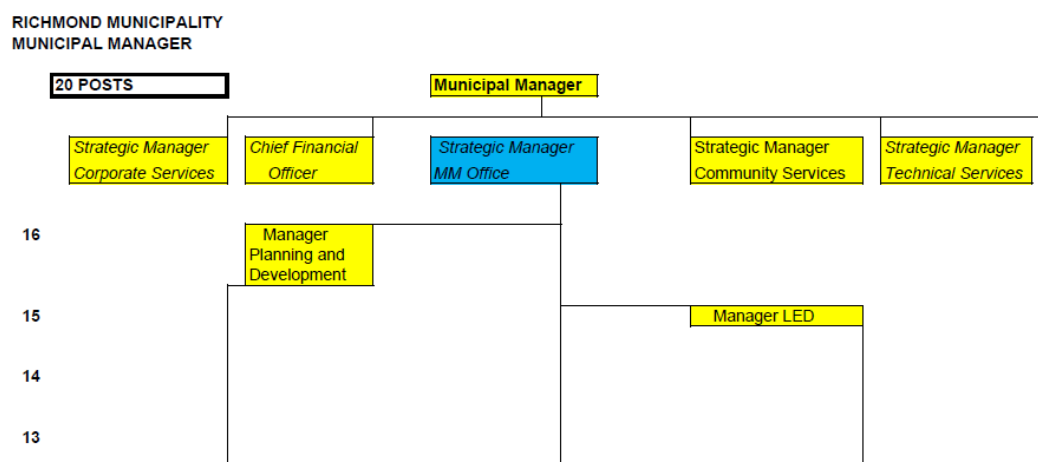 RICHMOND MUNICIPALITY
MUNICIPAL MANAGER
20 POSTS
Municipal Manager
Strategic Manager
Corporate Services
Chief Financial
Officer
Strategic Manager
MM Office
Strategic Manager
Community Services
Strategic Manager
Technical Services
16
Manager
Planning and
Development
15
Manager LED
14
13